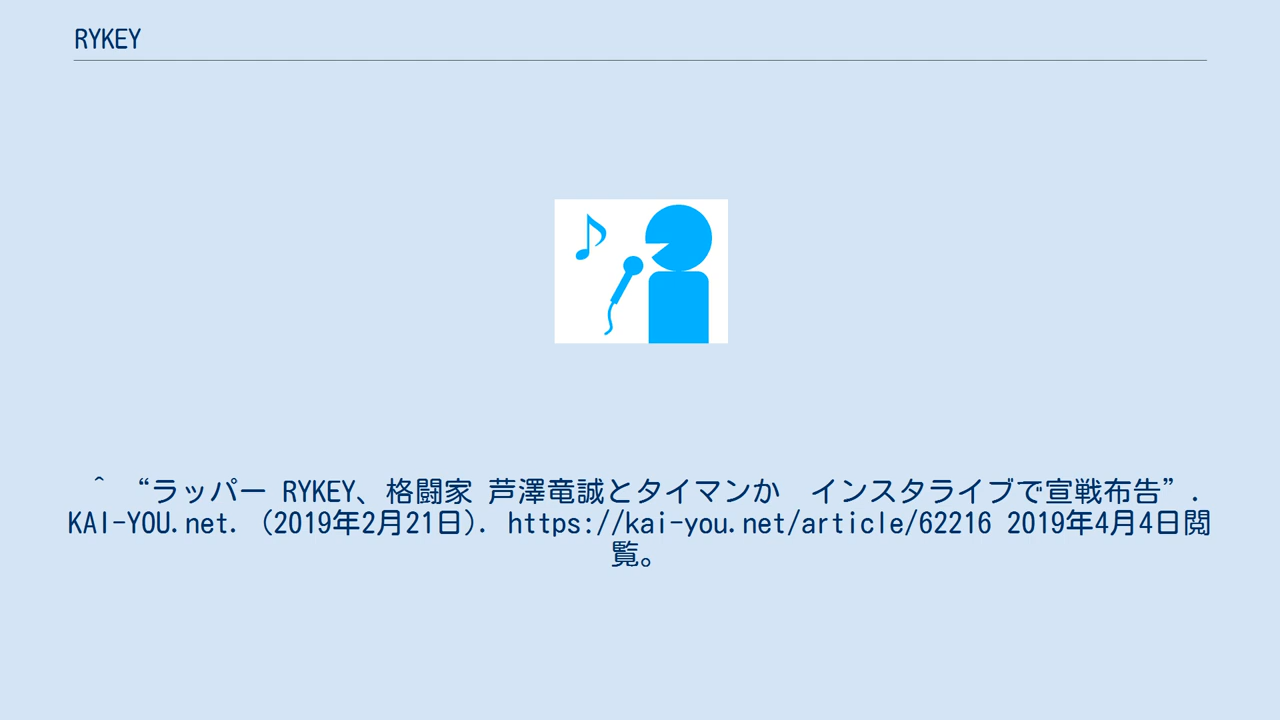 RYKEY
^ “ラッパー RYKEY、格闘家 芦澤竜誠とタイマンか　インスタライブで宣戦布告”.
KAI-YOU.net. (2019年2月21日). https://kai-you.net/article/62216 2019年4月4日閲
覧。